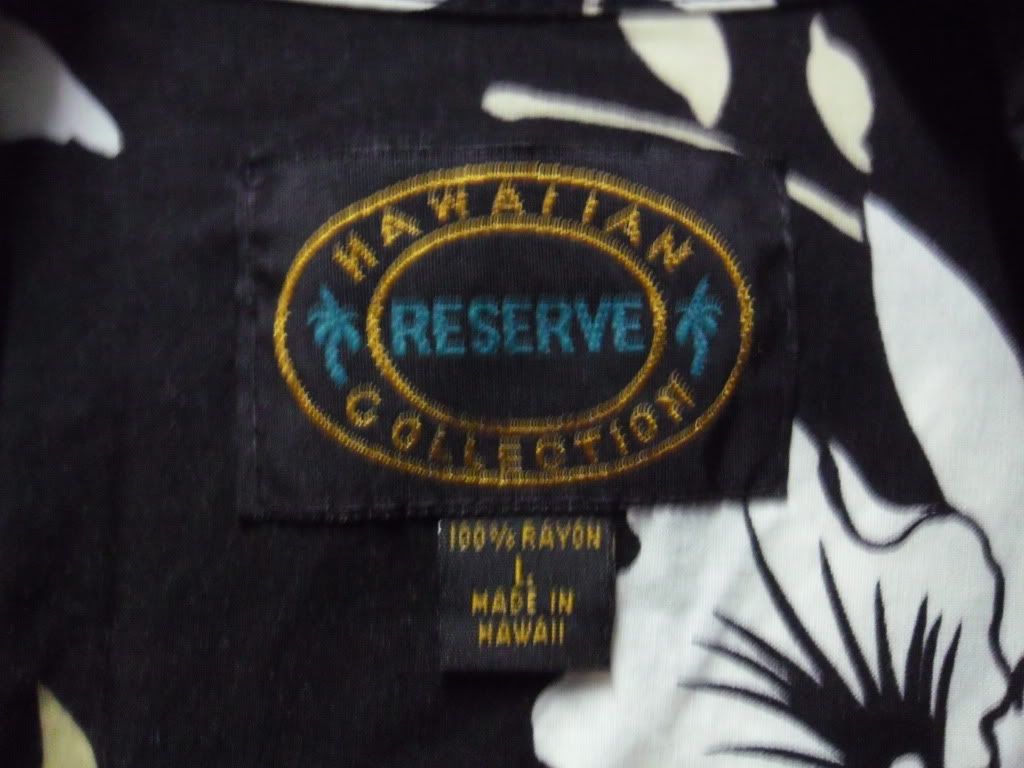 HAWAIIAN
RESERVE
COLLECTION
100% RAYON
L
MADE IN
HAWAII